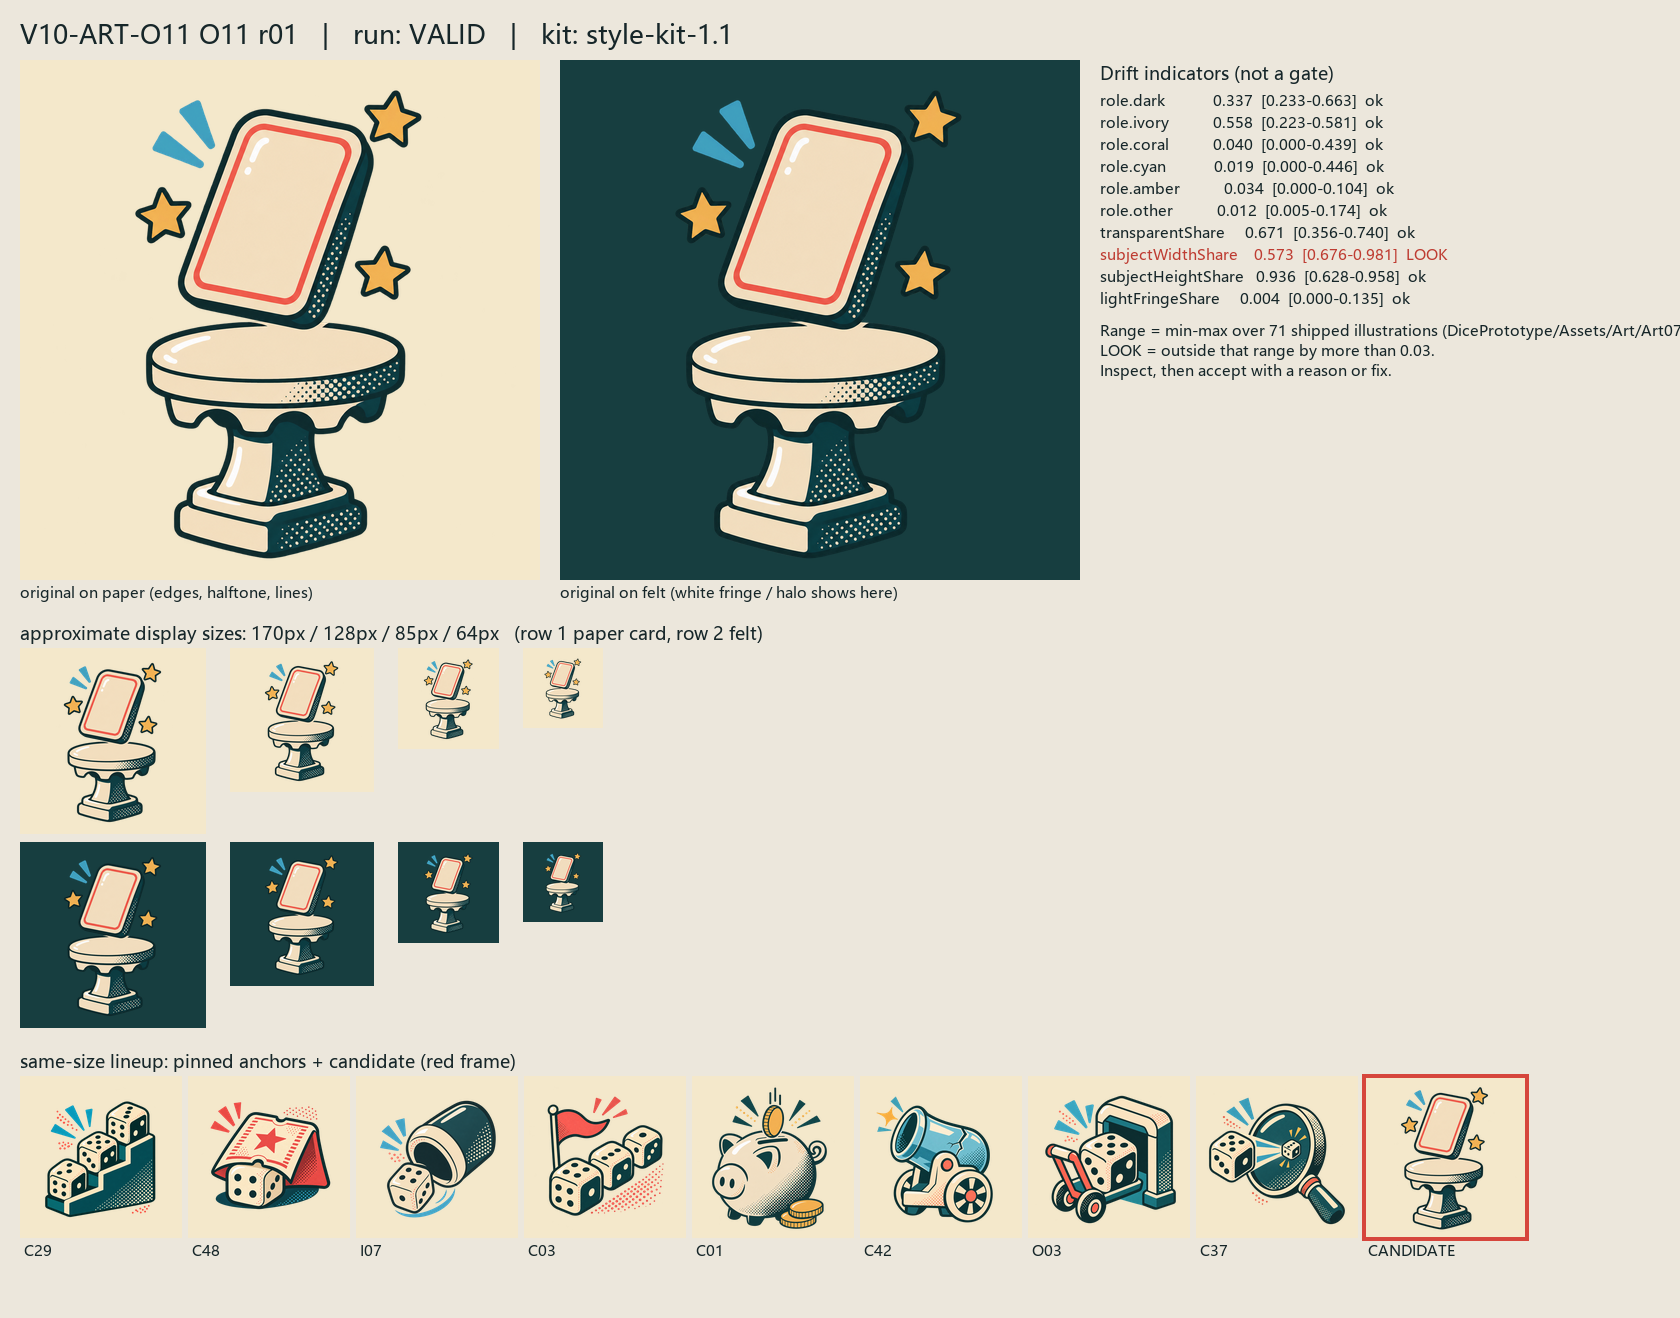 V10-ART-O11 O11 r01   |   run: VALID   |   kit: style-kit-1.1
Drift indicators (not a gate)
role.dark 0.337 [0.233-0.663] ok
role.ivory 0.558 [0.223-0.581] ok
role.coral 0.040 [0.000-0.439] ok
role.cyan 0.019 [0.000-0.446] ok
role.amber 0.034 [0.000-0.104] ok
role.other 0.012 [0.005-0.174] ok
transparentShare 0.671 [0.356-0.740] ok
subjectWidthShare 0.573 [0.676-0.981] LOOK
subjectHeightShare 0.936 [0.628-0.958] ok
lightFringeShare 0.004 [0.000-0.135] ok
Range = min-max over 71 shipped illustrations (DicePrototype/Assets/Art/Art07
LOOK = outside that range by more than 0.03.
Inspect, then accept with a reason or fix.
original on paper (edges, halftone, lines)
original on felt (white fringe / halo shows here)
approximate display sizes: 170px / 128px / 85px / 64px   (row 1 paper card, row 2 felt)
same-size lineup: pinned anchors + candidate (red frame)
C29
C48
I07
C03
C01
C42
O03
C37
CANDIDATE